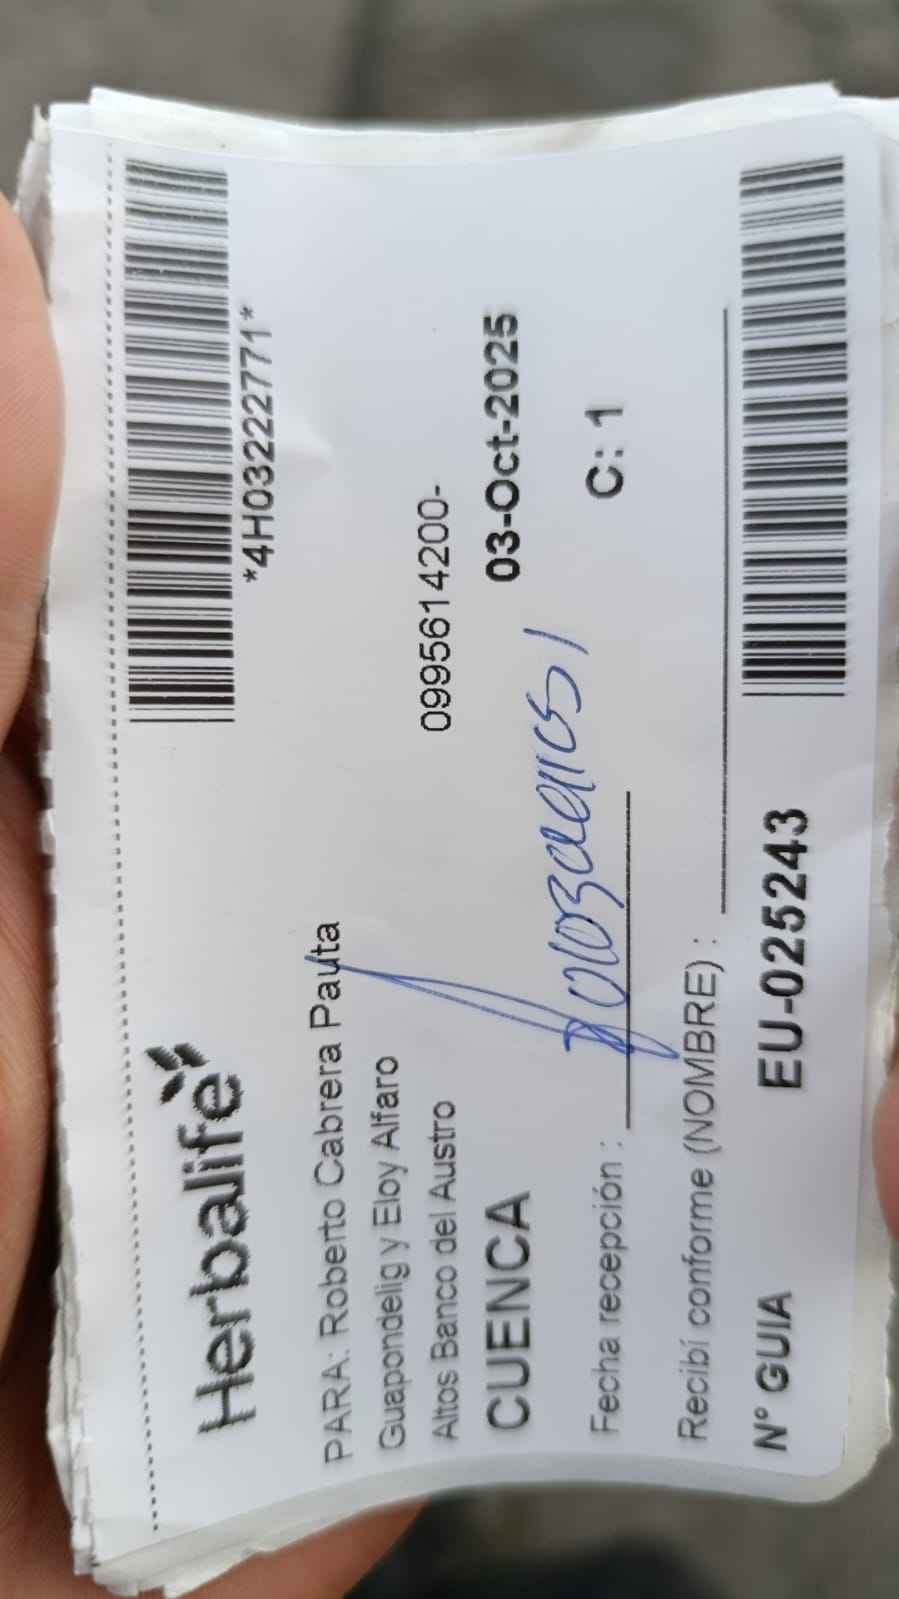 Herbalife
*4H03222771*
PARA: Roberto Cabrera Pauta
Guapondelig y Eloy Alfaro
Altos Banco del Austro
0995614200-
CUENCA
03-Oct-2025
Fecha recepción :
C: 1
Recibí conforme (NOMBRE) :
N° GUIA
EU-025243